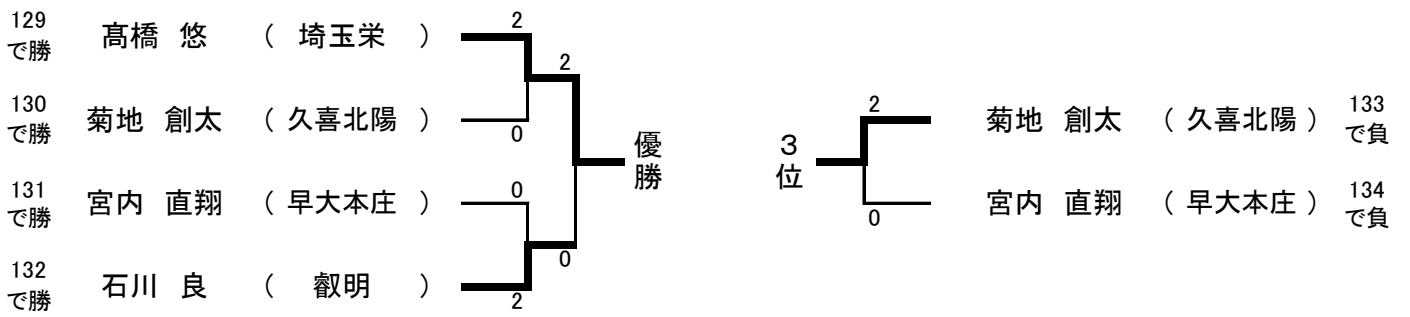 129
で勝 髙橋 悠 ( 埼玉栄 ) 2
2
130
で勝 菊地 創太 ( 久喜北陽 ) 0
優勝
131
で勝 宮内 直翔 ( 早大本庄 ) 0
0
132
で勝 石川 良 ( 叡明 ) 2
3位
2 菊地 創太 ( 久喜北陽 ) 133
で負
0 宮内 直翔 ( 早大本庄 ) 134
で負